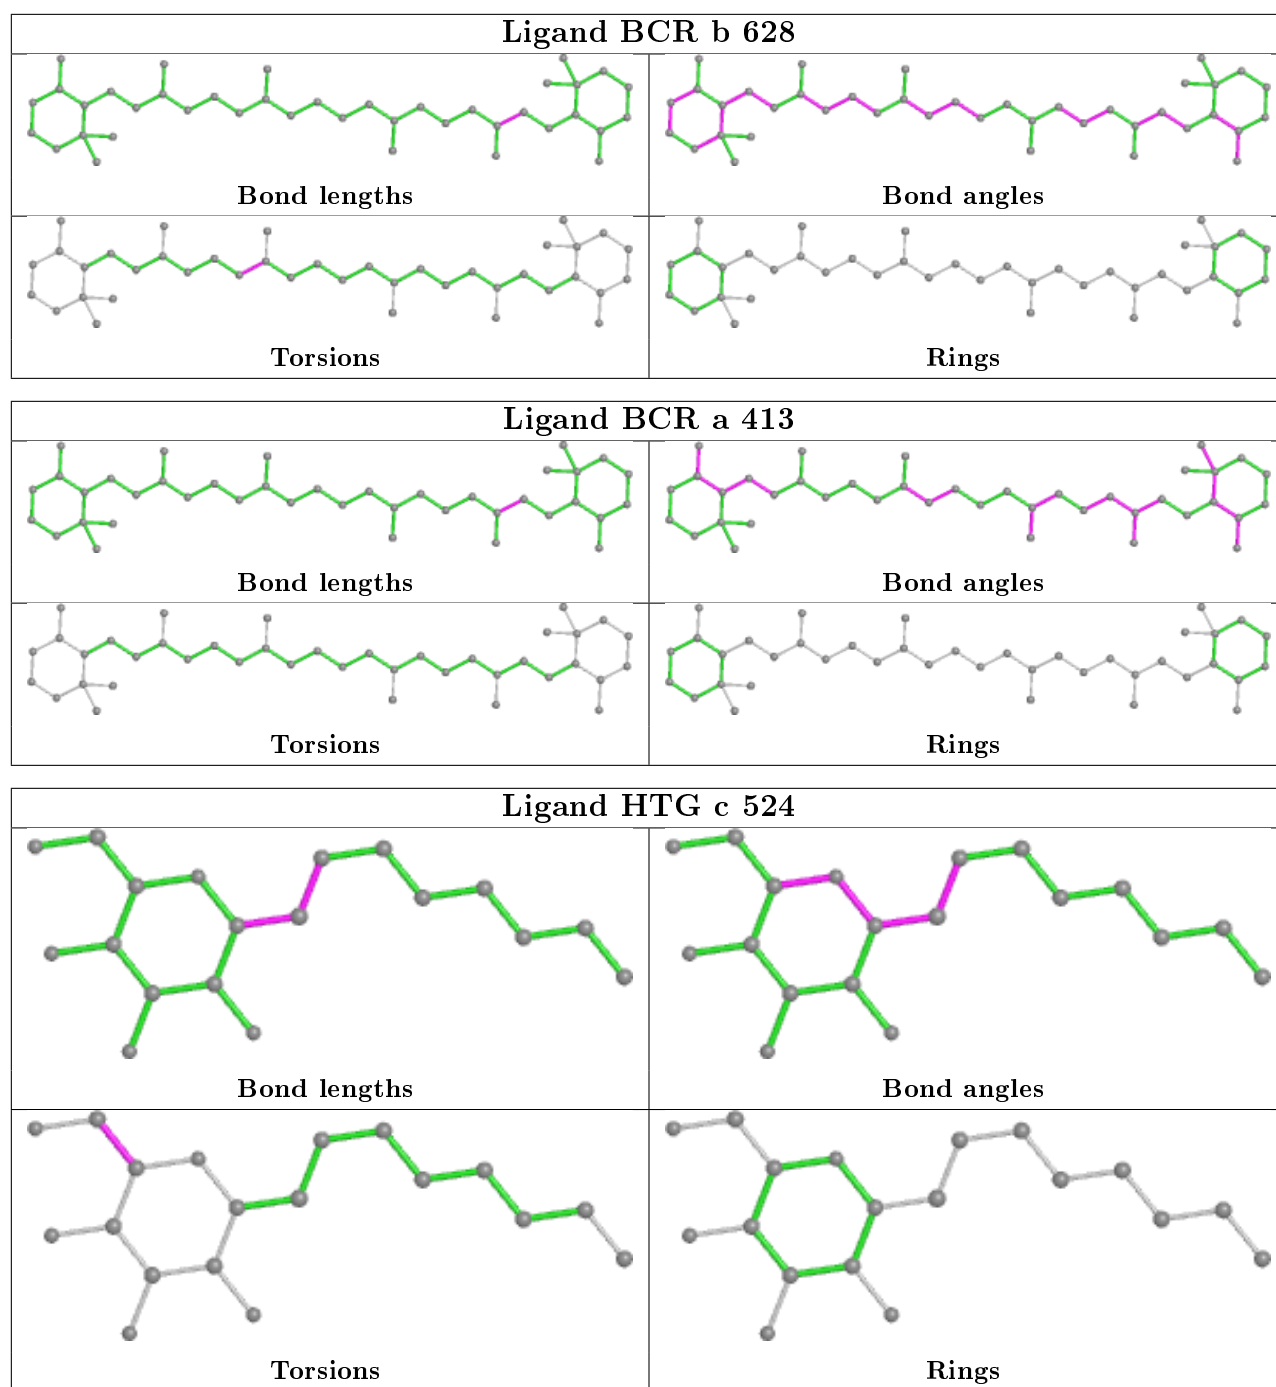 Ligand BCR b 628
Bond lengths
Bond angles
Torsions
Rings
Ligand BCR a 413
Bond lengths
Bond angles
Torsions
Rings
Ligand HTG c 524
Bond lengths
Bond angles
Torsions
Rings